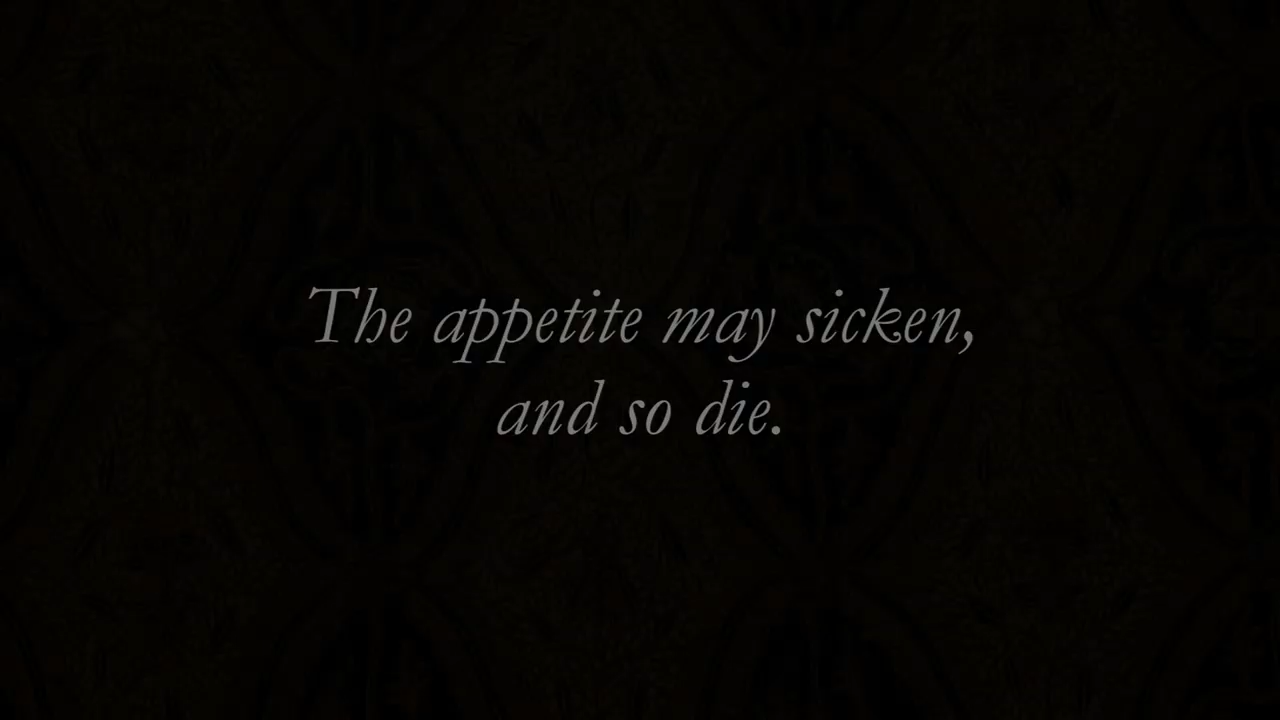 The appetite may sicken,
and so die.